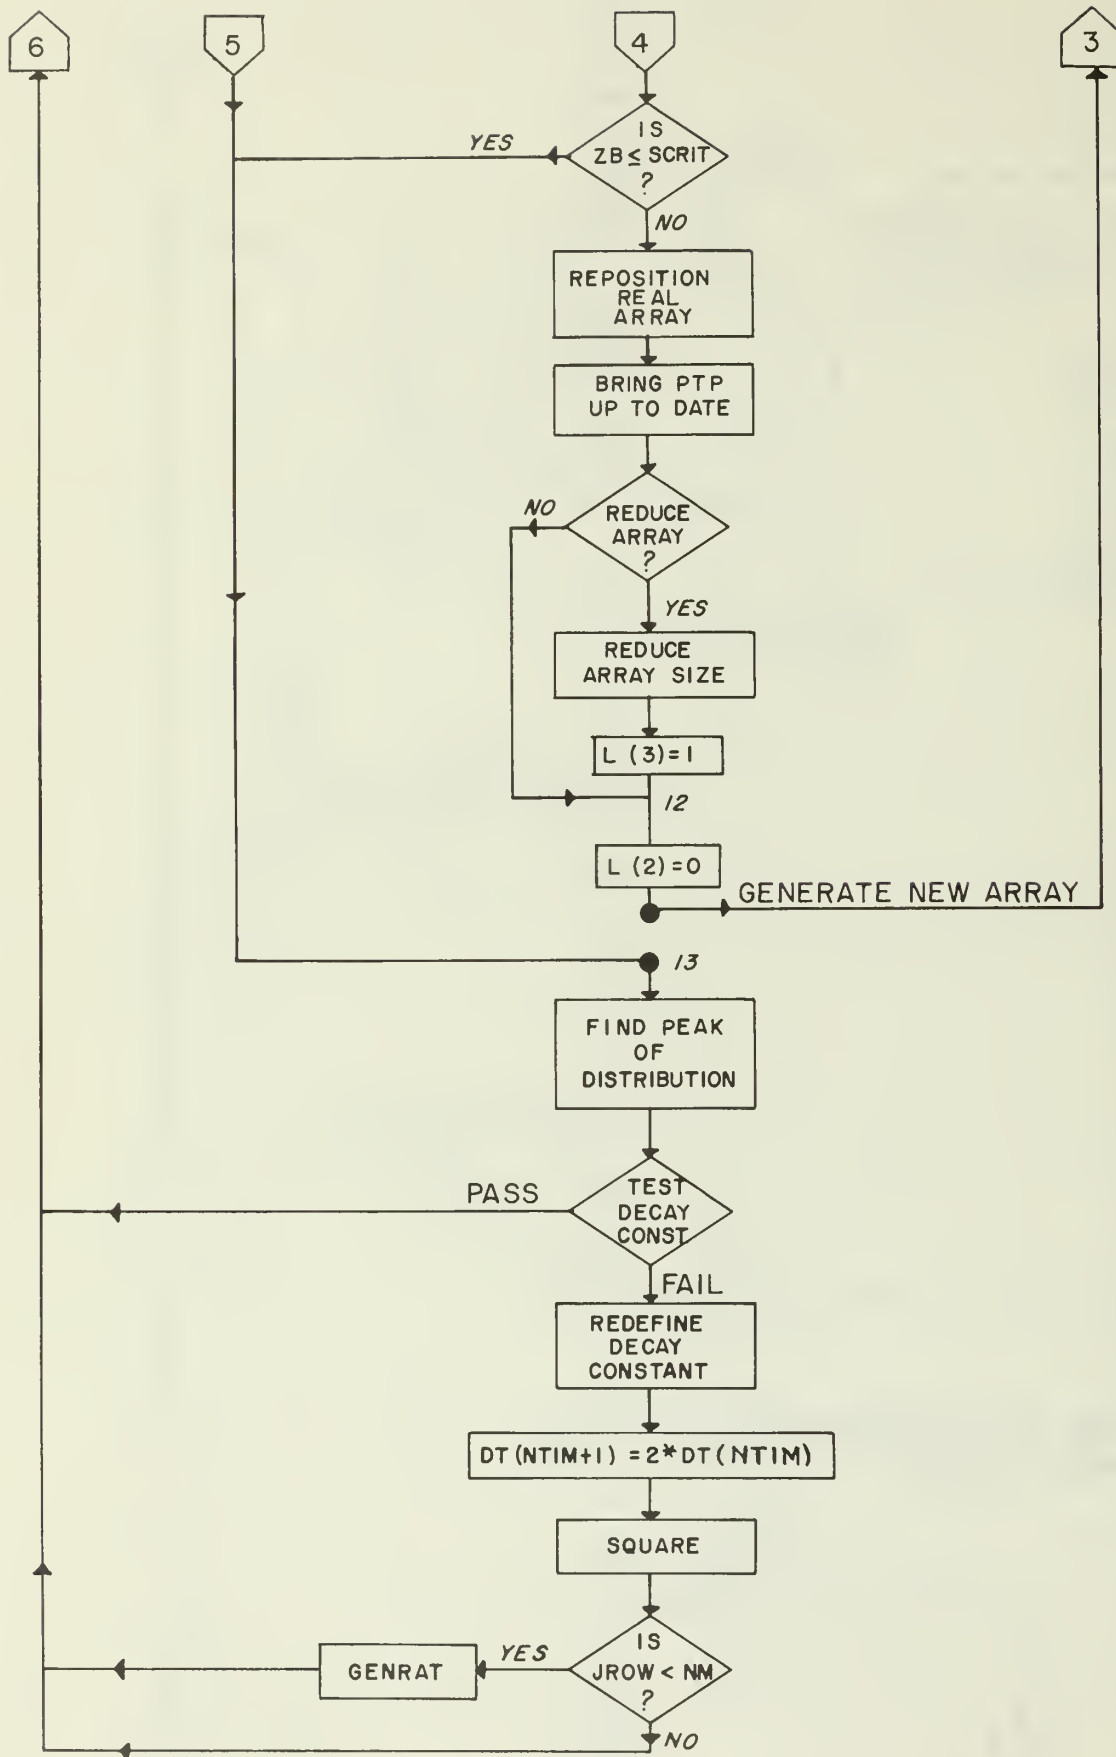 6
5
4
3
IS
ZB ≤ SCRIT
?
YES
NO
REPOSITION
REAL
ARRAY
BRING PTP
UP TO DATE
NO
REDUCE
ARRAY
?
YES
REDUCE
ARRAY SIZE
L (3)=1
12
L (2)=0
GENERATE NEW ARRAY
13
FIND PEAK
OF
DISTRIBUTION
PASS
TEST
DECAY
CONST
FAIL
REDEFINE
DECAY
CONSTANT
DT (NTIM+1) = 2* DT(NTIM)
SQUARE
GENRAT
YES
IS
JROW < NM
?
NO